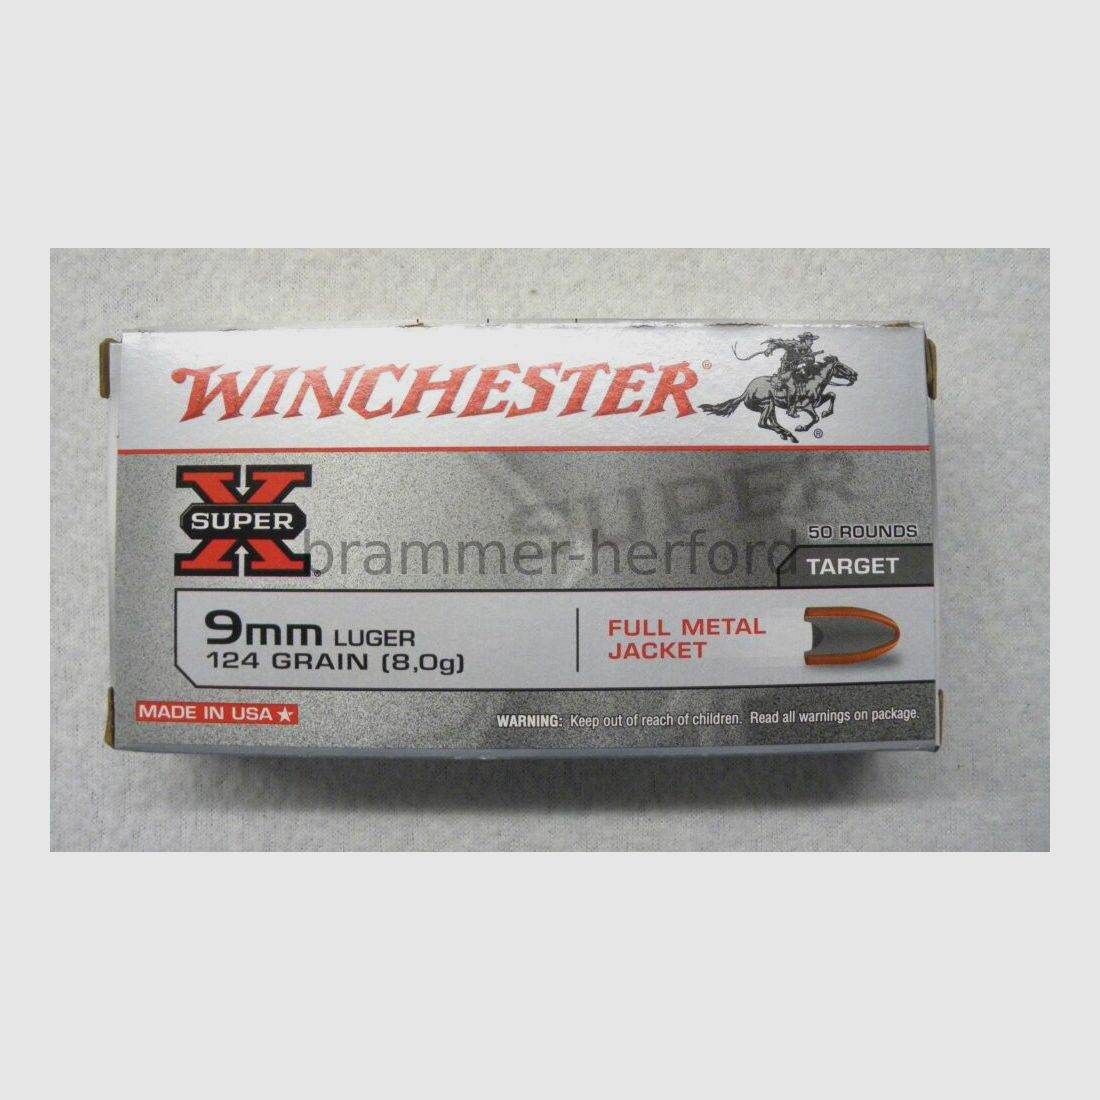 WINCHESTER®
®
SUPER
X
SUPER
brammer-herford
50 ROUNDS
TARGET
9mm LUGER
124 GRAIN (8,0g)
FULL METAL
JACKET
MADE IN USA
WARNING: Keep out of reach of children. Read all warnings on package.